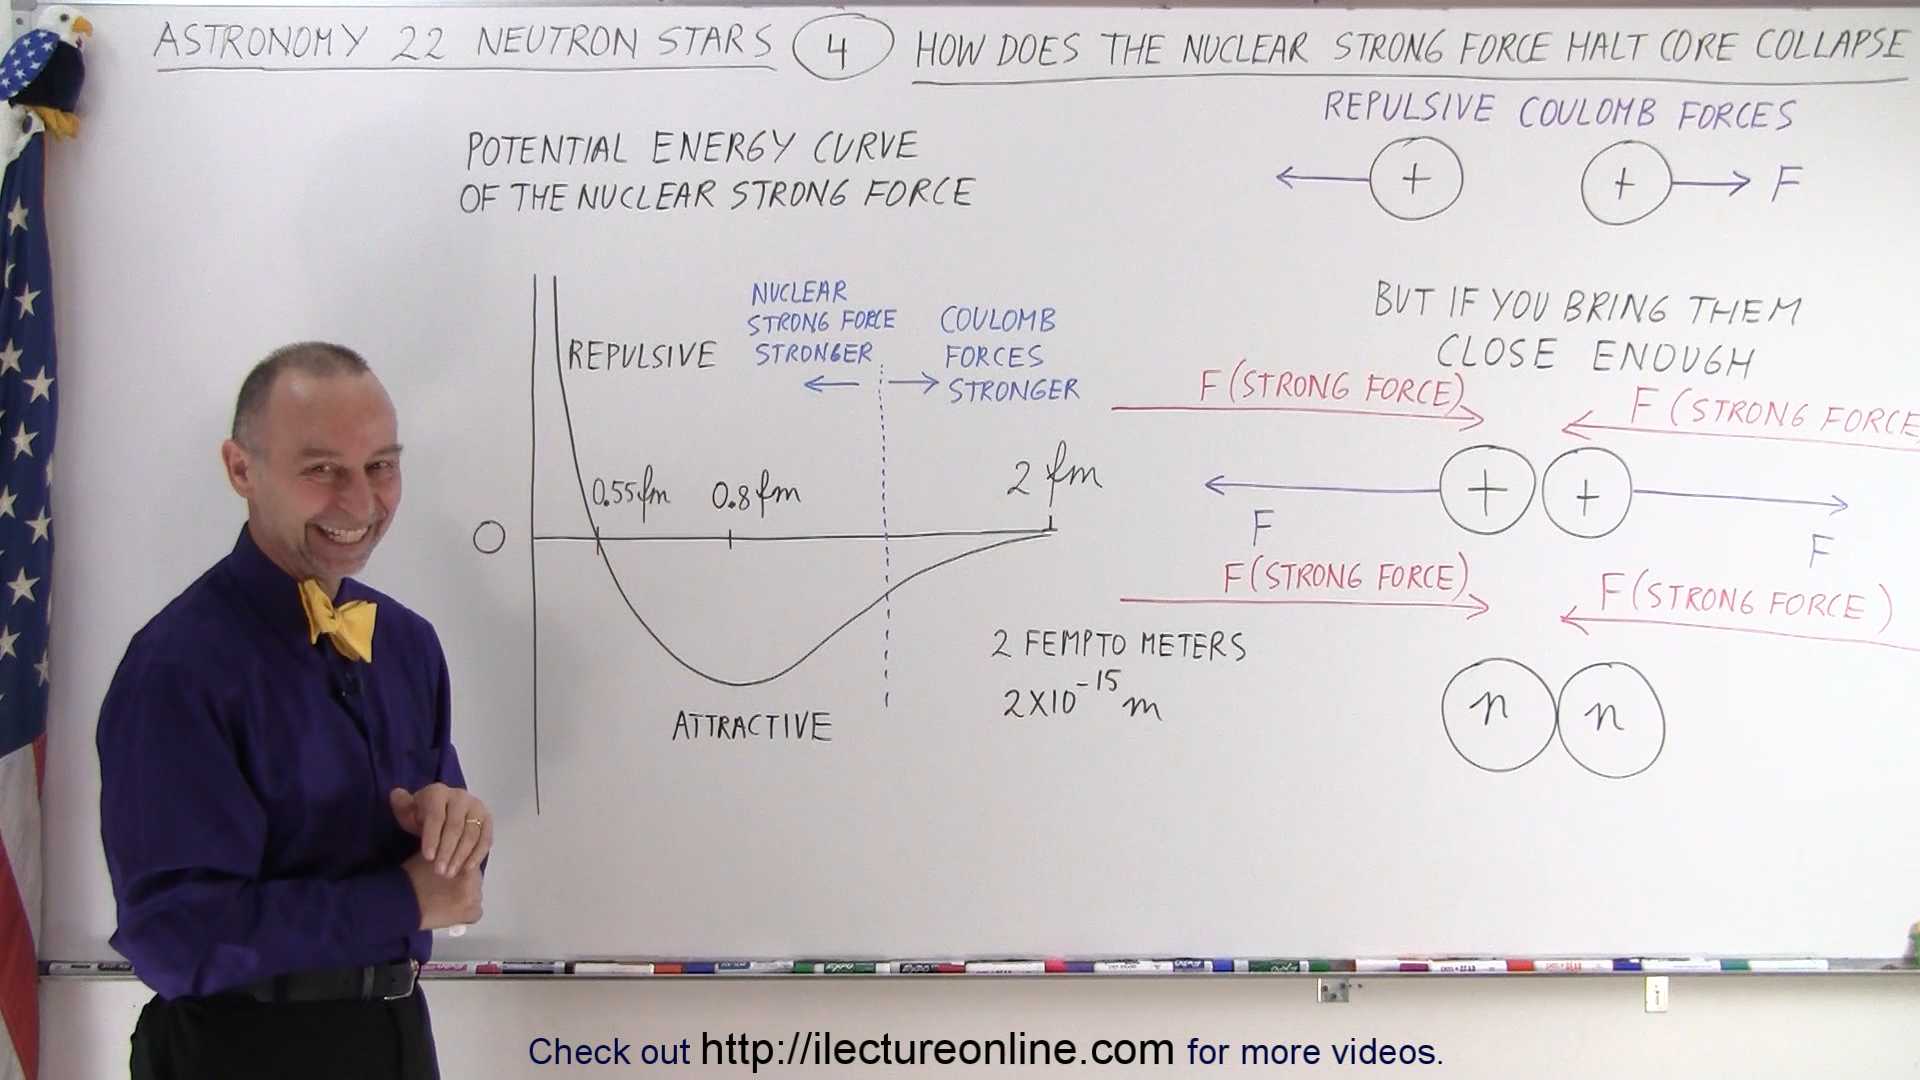 ASTRONOMY 22 NEUTRON STARS 4 HOW DOES THE NUCLEAR STRONG FORCE HALT CORE COLLAPSE
POTENTIAL ENERGY CURVE
OF THE NUCLEAR STRONG FORCE
REPULSIVE
NUCLEAR
STRONG FORCE
STRONGER
COULOMB
FORCES
STRONGER
0.55fm 0.8 fm 2 fm
O
ATTRACTIVE
2 FEMPTO METERS
2X10-15 m
REPULSIVE COULOMB FORCES
+ + F
BUT IF YOU BRING THEM
CLOSE ENOUGH
F (STRONG FORCE) F (STRONG FORCE
+ +
F F
F (STRONG FORCE) F (STRONG FORCE)
n n
Check out http://ilectureonline.com for more videos.